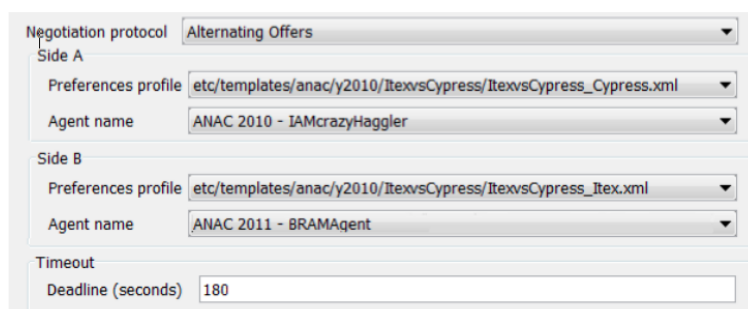 Negotiation protocol Alternating Offers
Side A
Preferences profile etc/templates/anac/y2010/ItexvsCypress/ItexvsCypress_Cypress.xml
Agent name ANAC 2010 - IAMcrazyHaggler
Side B
Preferences profile etc/templates/anac/y2010/ItexvsCypress/ItexvsCypress_Itex.xml
Agent name ANAC 2011 - BRAMAgent
Timeout
Deadline (seconds) 180